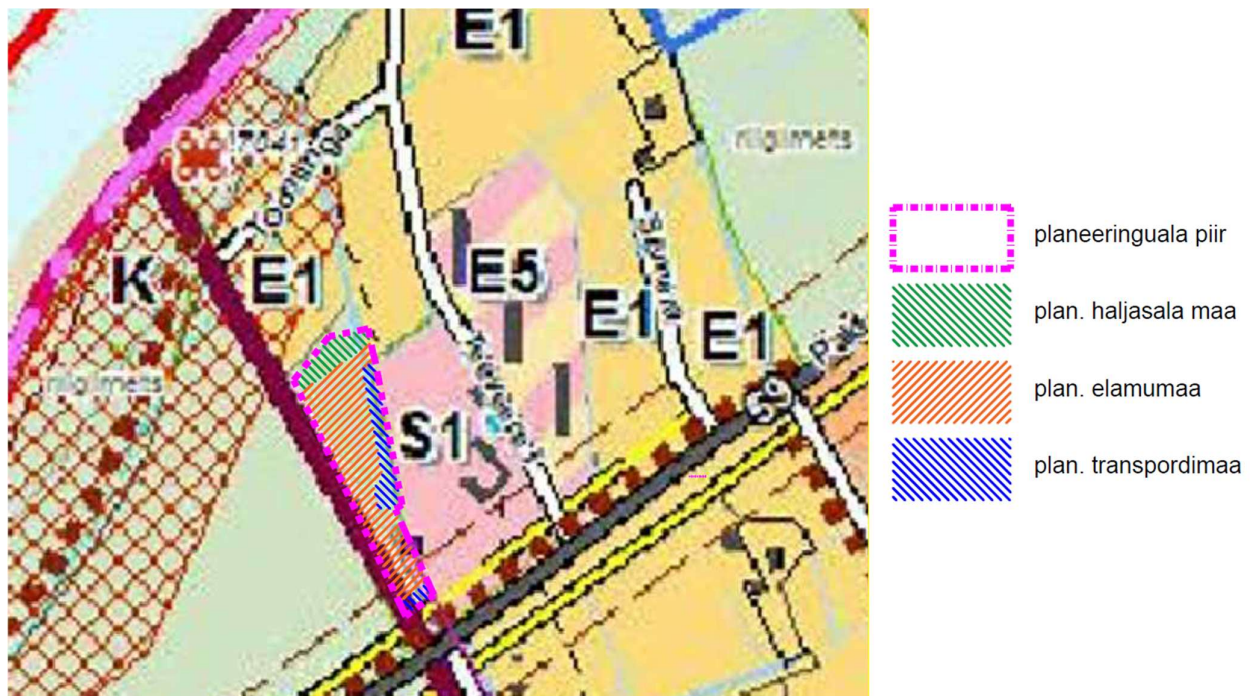 E1
riigimets
K
E1
E5
E1
E1
riigimets
S1
planeeringuala piir
plan. haljasala maa
plan. elamumaa
plan. transpordimaa